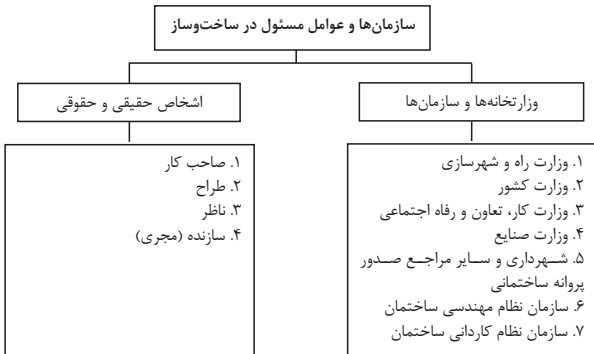 سازمان‌ها و عوامل مسئول در ساخت‌وساز
وزارتخانه‌ها و سازمان‌ها
۱. وزارت راه و شهرسازی
۲. وزارت کشور
۳. وزارت کار، تعاون و رفاه اجتماعی
۴. وزارت صنایع
۵. شهرداری و سایر مراجع صدور
پروانه ساختمانی
۶. سازمان نظام مهندسی ساختمان
۷. سازمان نظام کاردانی ساختمان
اشخاص حقیقی و حقوقی
۱. صاحب کار
۲. طراح
۳. ناظر
۴. سازنده (مجری)